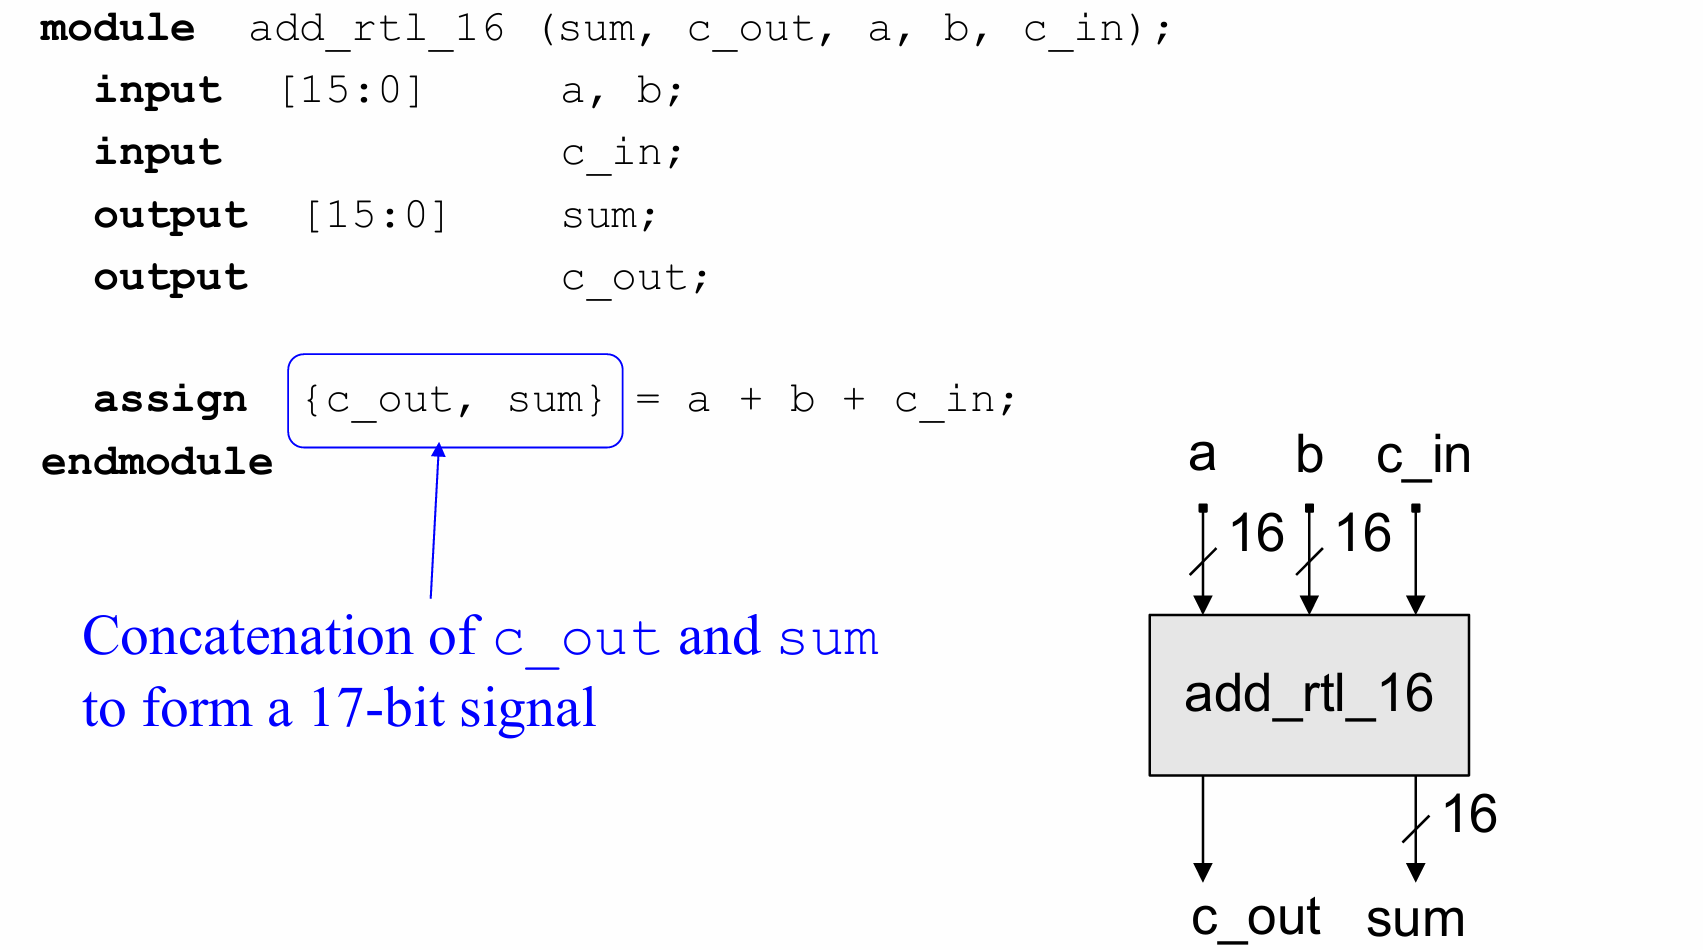 module add_rtl_16 (sum, c_out, a, b, c_in);
input [15:0] a, b;
input c_in;
output [15:0] sum;
output c_out;
assign {c_out, sum} = a + b + c_in;
endmodule
Concatenation of c_out and sum
to form a 17-bit signal
a b c_in
16 16
add_rtl_16
16
c_out sum